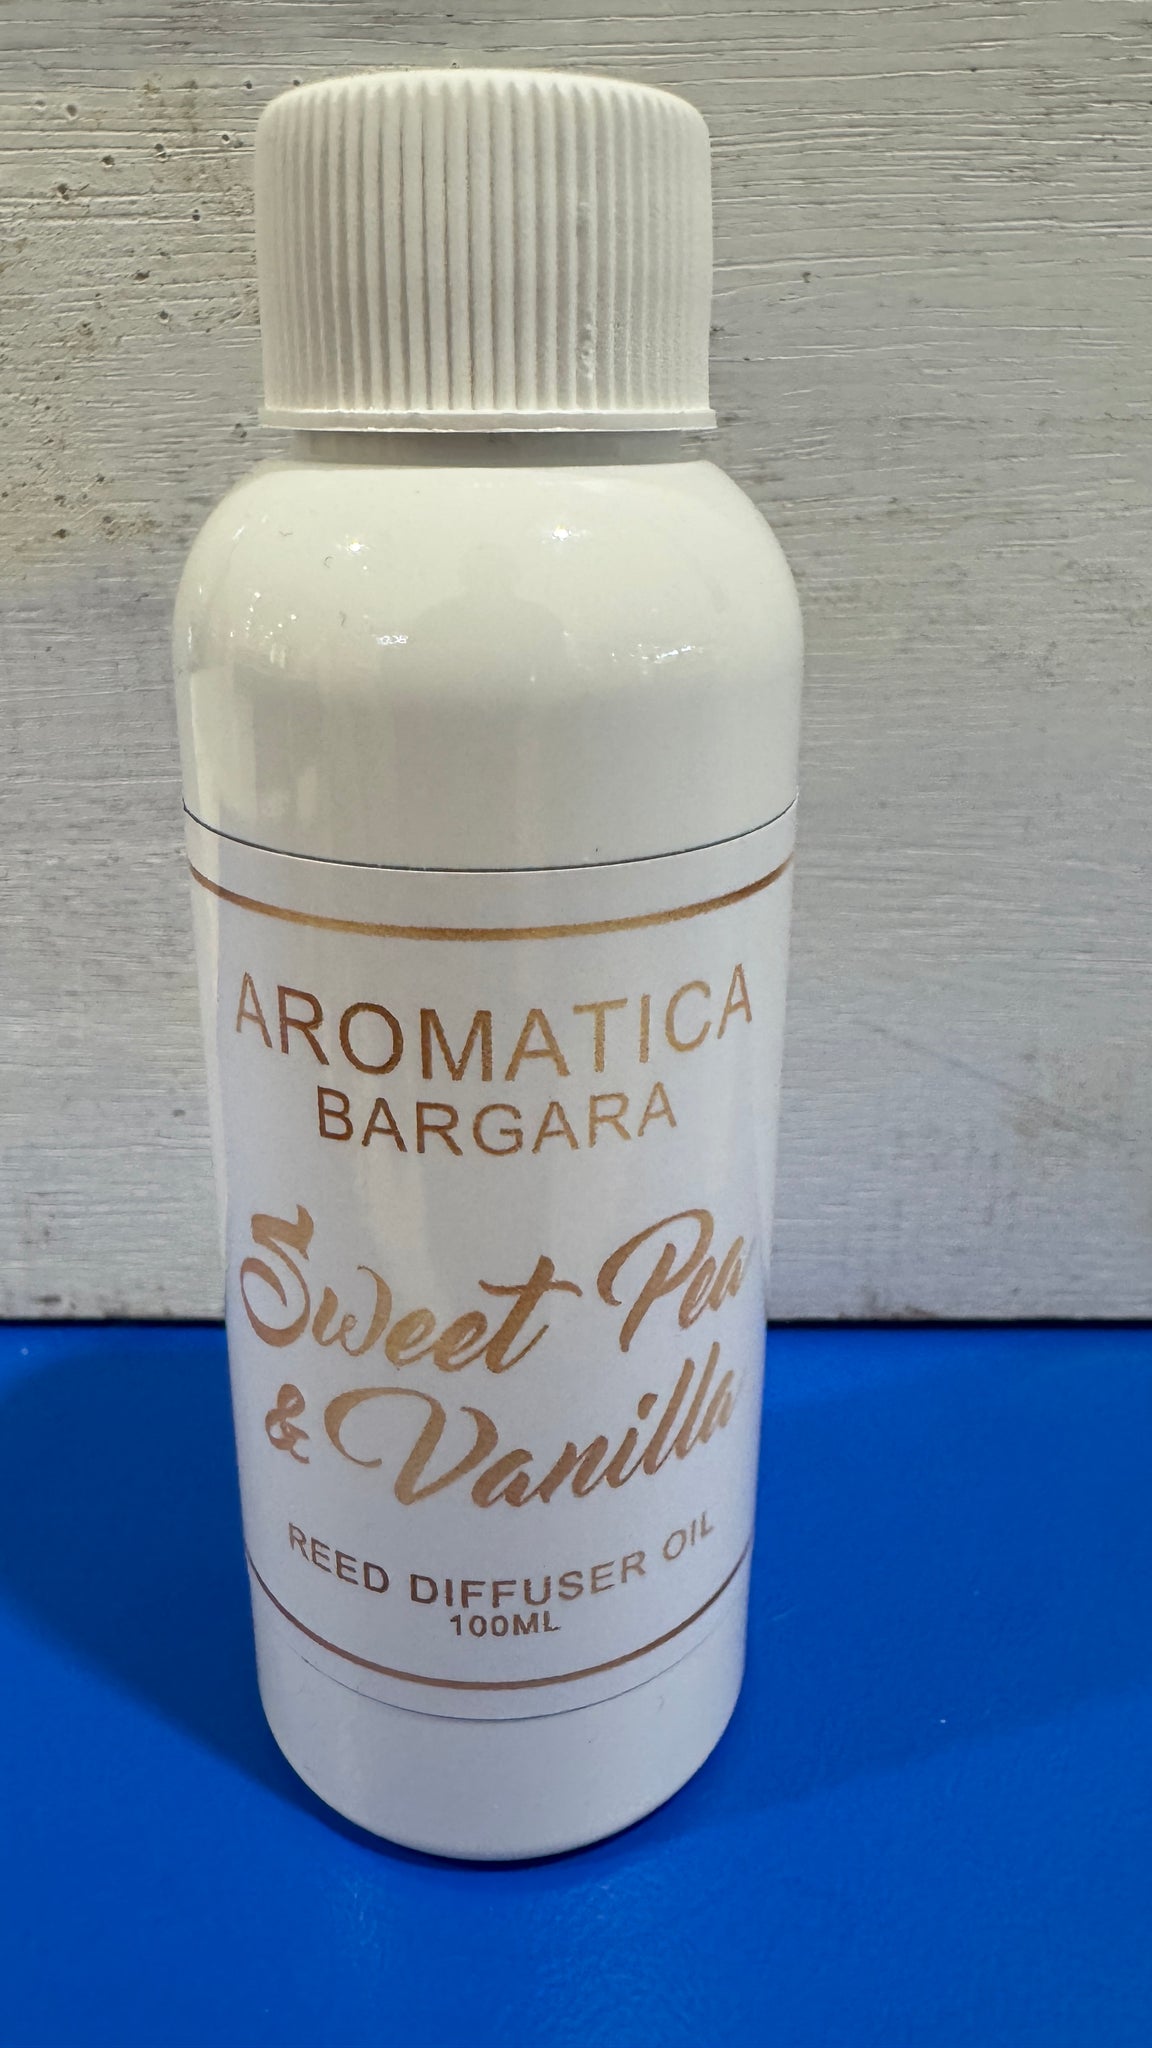 AROMATICA
BARGARA
Sweet Pea
& Vanilla
REED DIFFUSER OIL
100ML